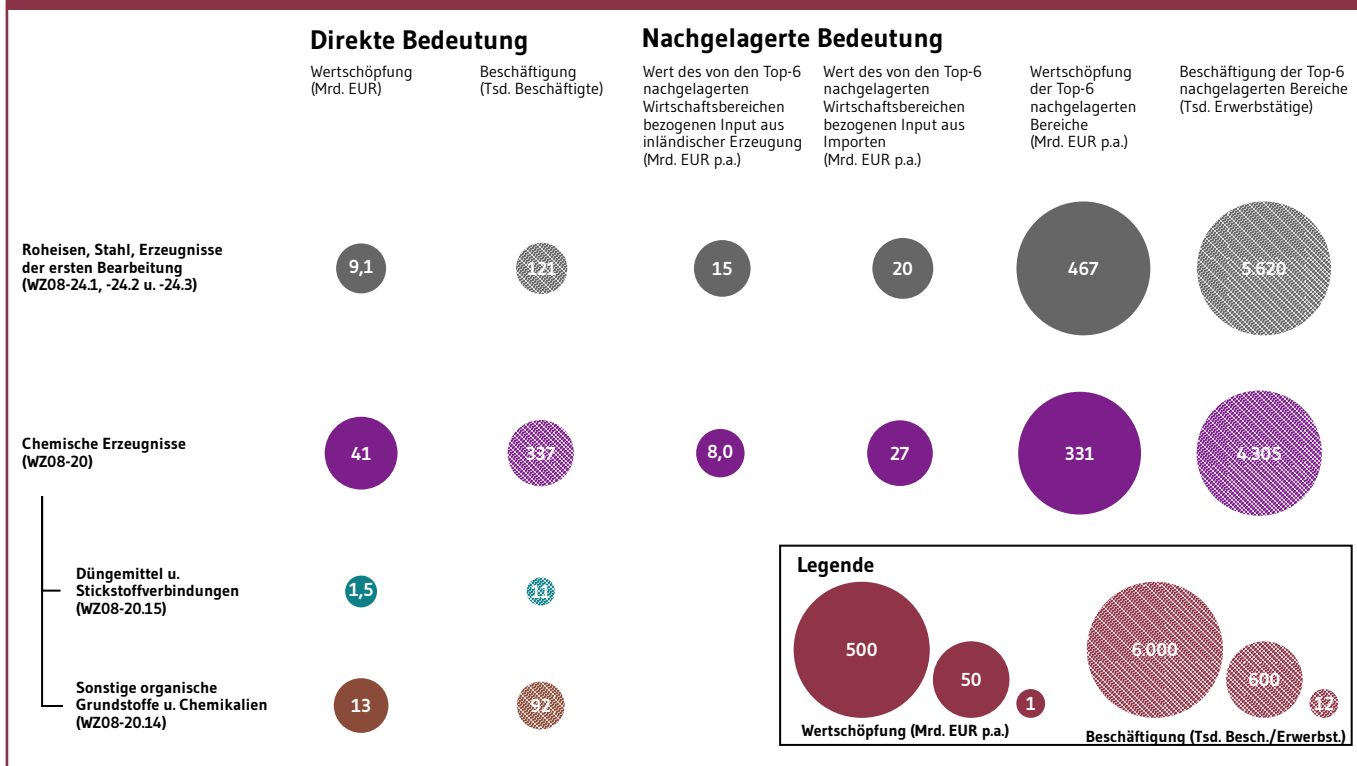 Direkte Bedeutung
Nachgelagerte Bedeutung
Wertschöpfung
(Mrd. EUR)
Beschäftigung
(Tsd. Beschäftigte)
Wert des von den Top-6
nachgelagerten
Wirtschaftsbereichen
bezogenen Input aus
inländischer Erzeugung
(Mrd. EUR p.a.)
Wert des von den Top-6
nachgelagerten
Wirtschaftsbereichen
bezogenen Input aus
Importen
(Mrd. EUR p.a.)
Wertschöpfung
der Top-6
nachgelagerten
Bereiche
(Mrd. EUR p.a.)
Beschäftigung der Top-6
nachgelagerten Bereiche
(Tsd. Erwerbstätige)
Roheisen, Stahl, Erzeugnisse
der ersten Bearbeitung
(WZ08-24.1, -24.2 u. -24.3)
9,1
121
15
20
467
5.620
Chemische Erzeugnisse
(WZ08-20)
41
337
8,0
27
331
4.305
Düngemittel u.
Stickstoffverbindungen
(WZ08-20.15)
1,5
11
Sonstige organische
Grundstoffe u. Chemikalien
(WZ08-20.14)
13
92
Legende
500
50
1
Wertschöpfung (Mrd. EUR p.a.)
6.000
600
12
Beschäftigung (Tsd. Besch./Erwerbst.)